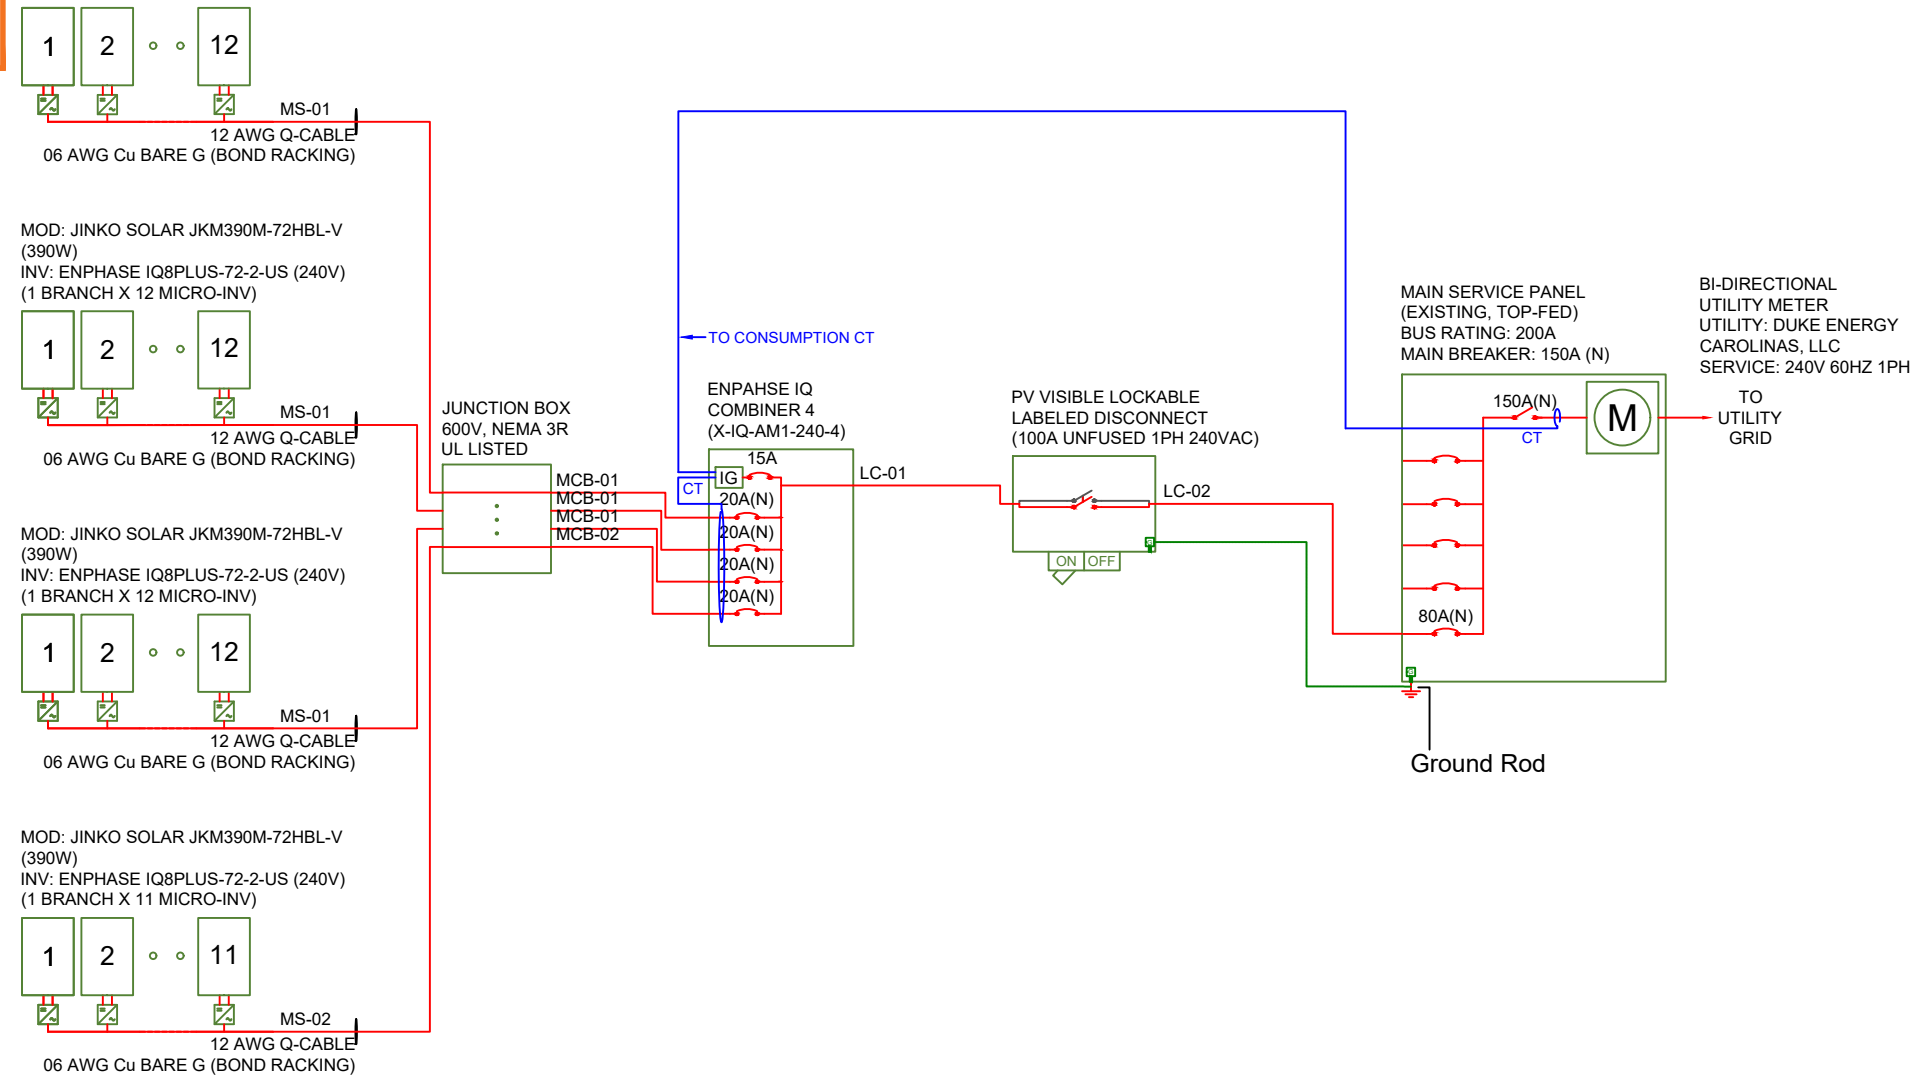 1 2 12
MS-01
12 AWG Q-CABLE
06 AWG Cu BARE G (BOND RACKING)
MOD: JINKO SOLAR JKM390M-72HBL-V
(390W)
INV: ENPHASE IQ8PLUS-72-2-US (240V)
(1 BRANCH X 12 MICRO-INV)
1 2 12
MS-01
12 AWG Q-CABLE
06 AWG Cu BARE G (BOND RACKING)
MOD: JINKO SOLAR JKM390M-72HBL-V
(390W)
INV: ENPHASE IQ8PLUS-72-2-US (240V)
(1 BRANCH X 12 MICRO-INV)
1 2 12
MS-01
12 AWG Q-CABLE
06 AWG Cu BARE G (BOND RACKING)
MOD: JINKO SOLAR JKM390M-72HBL-V
(390W)
INV: ENPHASE IQ8PLUS-72-2-US (240V)
(1 BRANCH X 11 MICRO-INV)
1 2 11
MS-02
12 AWG Q-CABLE
06 AWG Cu BARE G (BOND RACKING)
JUNCTION BOX
600V, NEMA 3R
UL LISTED
MCB-01
MCB-01
MCB-01
MCB-02
TO CONSUMPTION CT
ENPAHSE IQ
COMBINER 4
(X-IQ-AM1-240-4)
15A
IG
CT
20A(N)
20A(N)
20A(N)
20A(N)
LC-01
PV VISIBLE LOCKABLE
LABELED DISCONNECT
(100A UNFUSED 1PH 240VAC)
ON OFF
G
LC-02
MAIN SERVICE PANEL
(EXISTING, TOP-FED)
BUS RATING: 200A
MAIN BREAKER: 150A (N)
150A(N)
CT
M
80A(N)
G
Ground Rod
BI-DIRECTIONAL
UTILITY METER
UTILITY: DUKE ENERGY
CAROLINAS, LLC
SERVICE: 240V 60HZ 1PH
TO
UTILITY
GRID